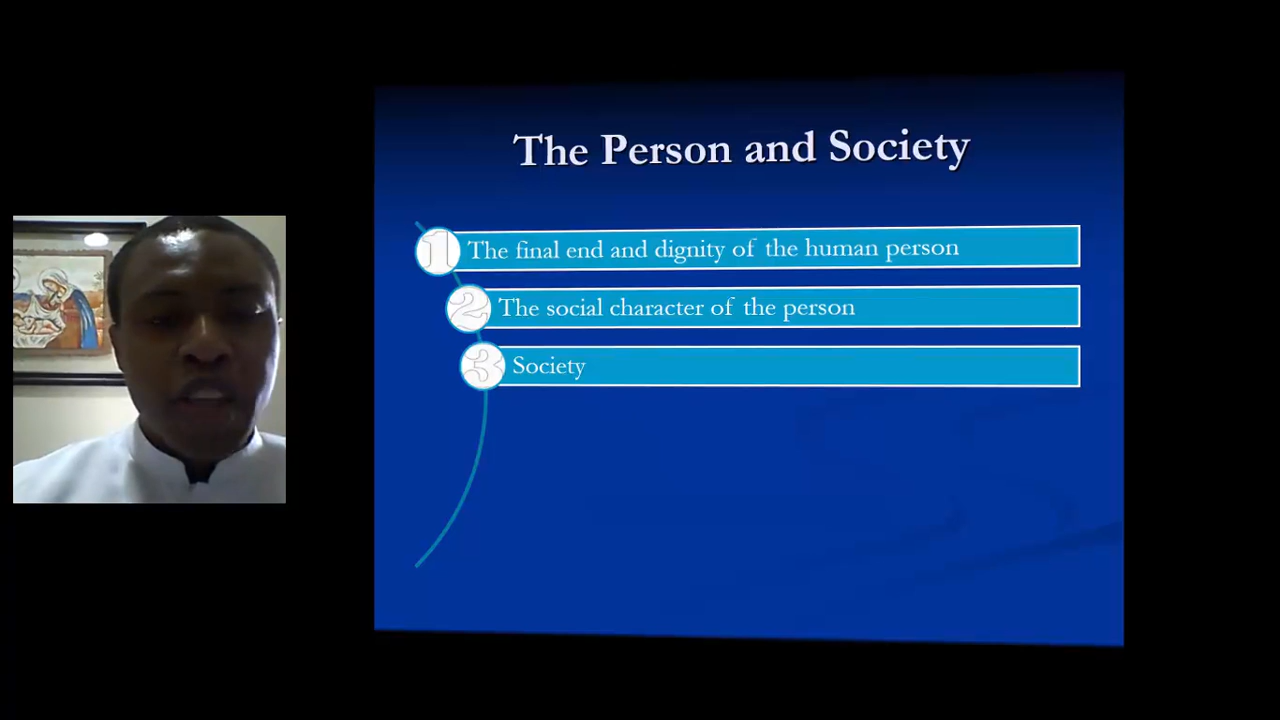 The Person and Society
1 The final end and dignity of the human person
2 The social character of the person
3 Society